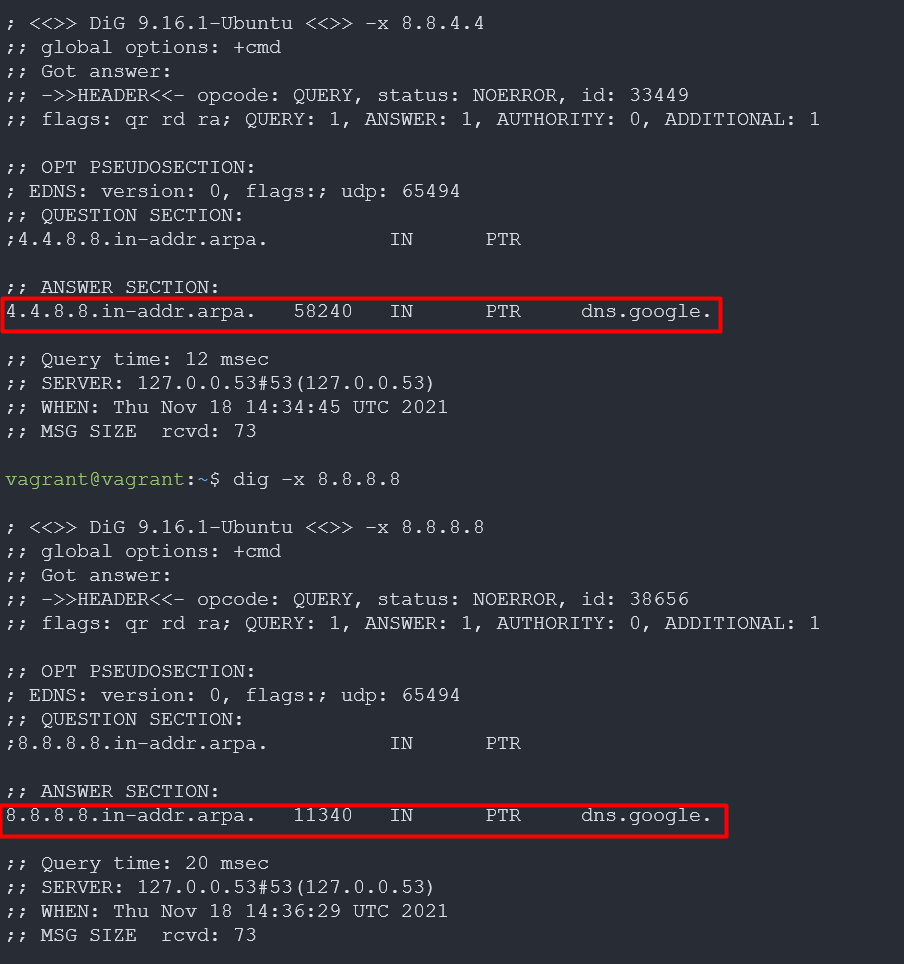 ; <<>> DiG 9.16.1-Ubuntu <<>> -x 8.8.4.4
;; global options: +cmd
;; Got answer:
;; ->>HEADER<<- opcode: QUERY, status: NOERROR, id: 33449
;; flags: qr rd ra; QUERY: 1, ANSWER: 1, AUTHORITY: 0, ADDITIONAL: 1

;; OPT PSEUDOSECTION:
; EDNS: version: 0, flags:; udp: 65494
;; QUESTION SECTION:
;4.4.8.8.in-addr.arpa. IN PTR

;; ANSWER SECTION:
4.4.8.8.in-addr.arpa. 58240 IN PTR dns.google.

;; Query time: 12 msec
;; SERVER: 127.0.0.53#53(127.0.0.53)
;; WHEN: Thu Nov 18 14:34:45 UTC 2021
;; MSG SIZE rcvd: 73

vagrant@vagrant:~$ dig -x 8.8.8.8

; <<>> DiG 9.16.1-Ubuntu <<>> -x 8.8.8.8
;; global options: +cmd
;; Got answer:
;; ->>HEADER<<- opcode: QUERY, status: NOERROR, id: 38656
;; flags: qr rd ra; QUERY: 1, ANSWER: 1, AUTHORITY: 0, ADDITIONAL: 1

;; OPT PSEUDOSECTION:
; EDNS: version: 0, flags:; udp: 65494
;; QUESTION SECTION:
;8.8.8.8.in-addr.arpa. IN PTR

;; ANSWER SECTION:
8.8.8.8.in-addr.arpa. 11340 IN PTR dns.google.

;; Query time: 20 msec
;; SERVER: 127.0.0.53#53(127.0.0.53)
;; WHEN: Thu Nov 18 14:36:29 UTC 2021
;; MSG SIZE rcvd: 73